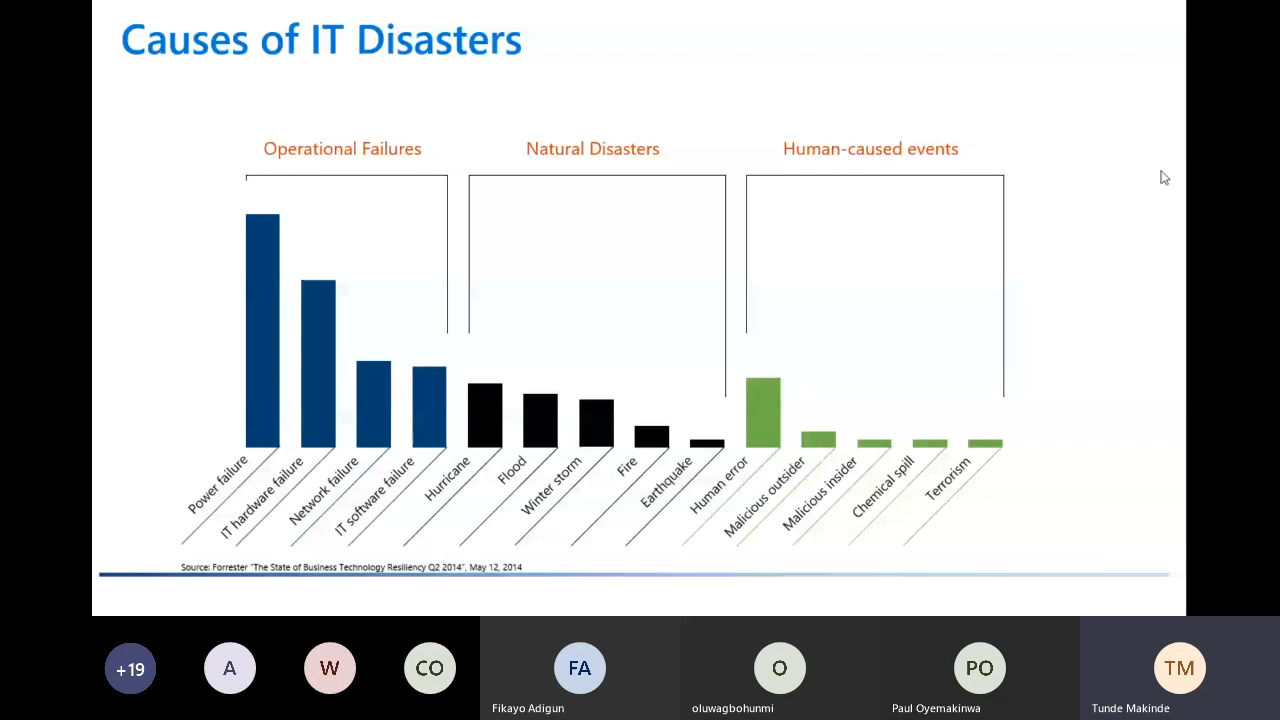 Causes of IT Disasters
Operational Failures
Natural Disasters
Human-caused events
Power failure
IT hardware failure
Network failure
IT software failure
Hurricane
Flood
Winter storm
Fire
Earthquake
Human error
Malicious outsider
Malicious insider
Chemical spill
Terrorism
Source: Forrester "The State of Business Technology Resiliency Q2 2014", May 12, 2014
+19
A
W
CO
FA
O
PO
TM
Fikayo Adigun
oluwagbohunmi
Paul Oyemakinwa
Tunde Makinde